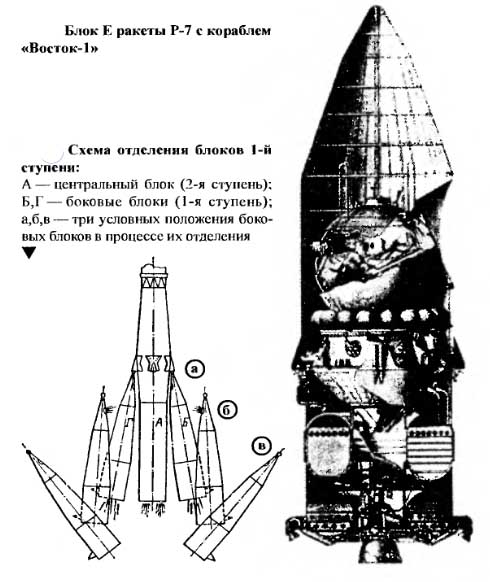 Блок Е ракеты Р-7 с кораблем
«Восток-1»
Схема отделения блоков 1-й
ступени:
А — центральный блок (2-я ступень);
Б,Г — боковые блоки (1-я ступень);
а,б,в — три условных положения боко-
вых блоков в процессе их отделения
а
б
в
Г
А
Б